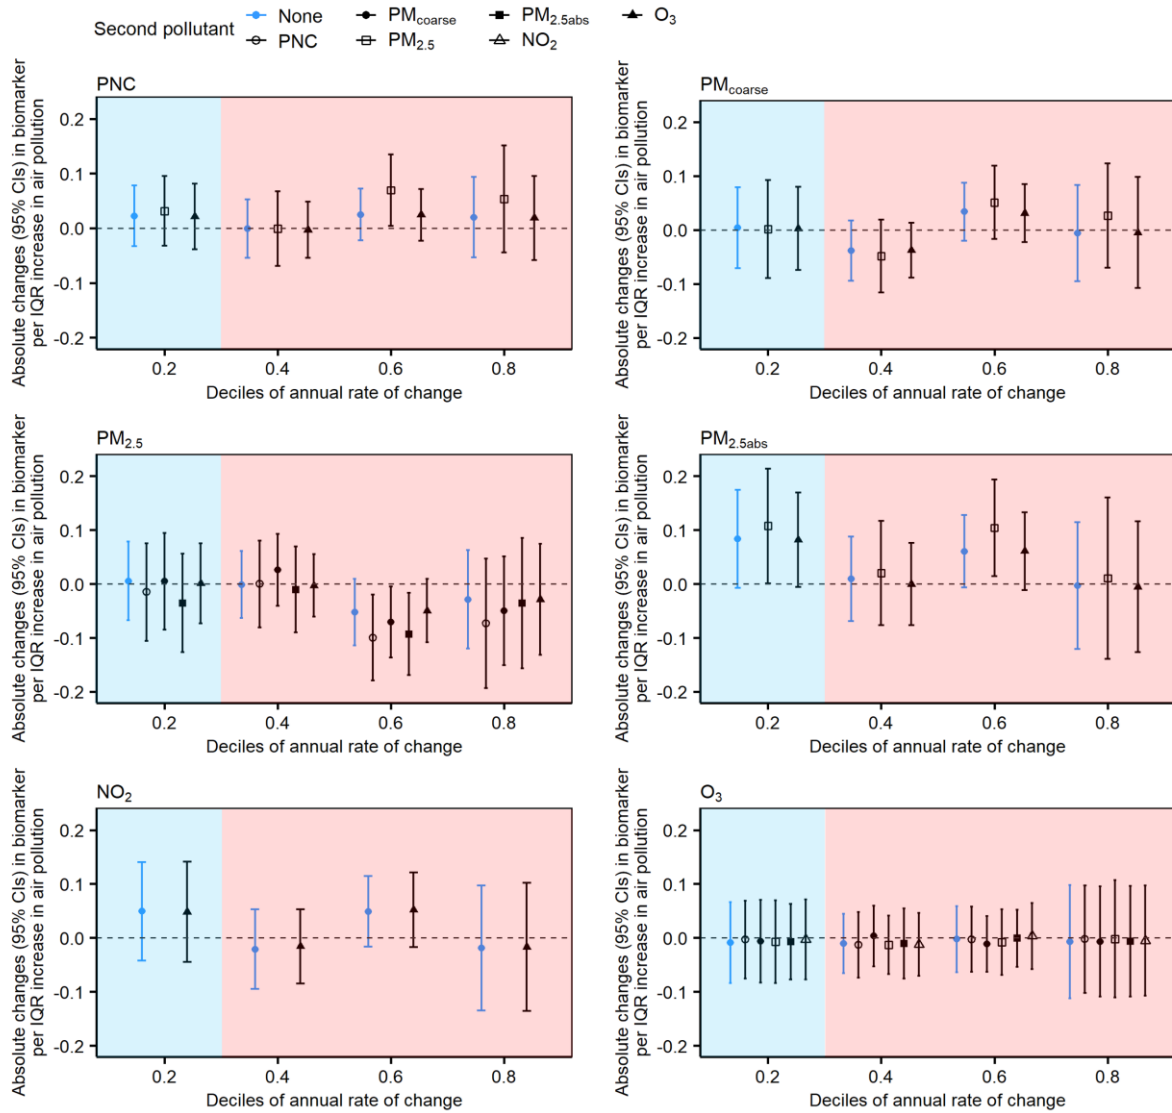 Second pollutant
None
PM_coarse
PM_2.5abs
O_3
PNC
PM_2.5
NO_2
PNC
Absolute changes (95% CIs) in biomarker
per IQR increase in air pollution
0.2
0.1
0.0
-0.1
-0.2
0.2
0.4
0.6
0.8
Deciles of annual rate of change
PM_coarse
Absolute changes (95% CIs) in biomarker
per IQR increase in air pollution
0.2
0.1
0.0
-0.1
-0.2
0.2
0.4
0.6
0.8
Deciles of annual rate of change
PM_2.5
Absolute changes (95% CIs) in biomarker
per IQR increase in air pollution
0.2
0.1
0.0
-0.1
-0.2
0.2
0.4
0.6
0.8
Deciles of annual rate of change
PM_2.5abs
Absolute changes (95% CIs) in biomarker
per IQR increase in air pollution
0.2
0.1
0.0
-0.1
-0.2
0.2
0.4
0.6
0.8
Deciles of annual rate of change
NO_2
Absolute changes (95% CIs) in biomarker
per IQR increase in air pollution
0.2
0.1
0.0
-0.1
-0.2
0.2
0.4
0.6
0.8
Deciles of annual rate of change
O_3
Absolute changes (95% CIs) in biomarker
per IQR increase in air pollution
0.2
0.1
0.0
-0.1
-0.2
0.2
0.4
0.6
0.8
Deciles of annual rate of change